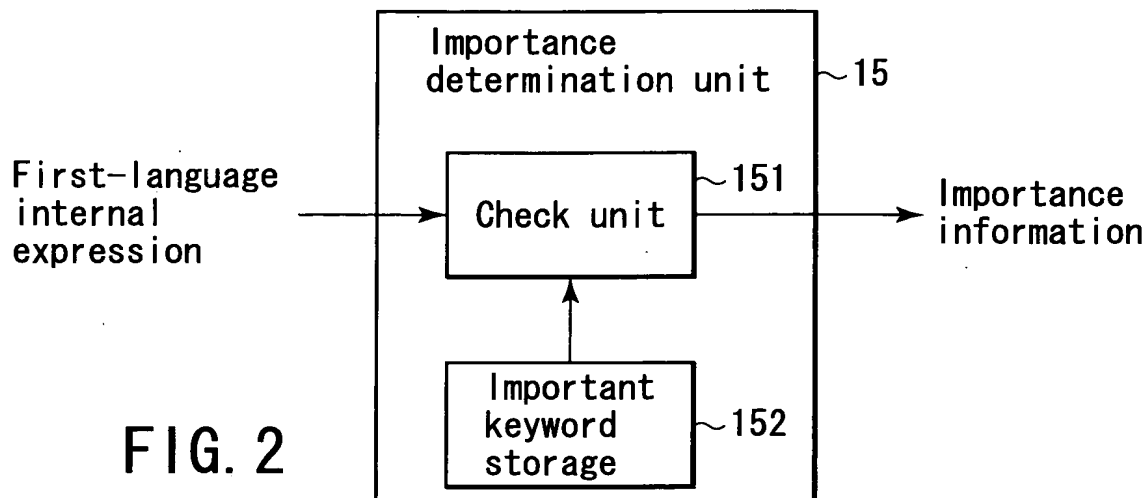 Importance
determination unit
15
First-language
internal
expression
Check unit
151
Importance
information
Important
keyword
storage
152
FIG. 2